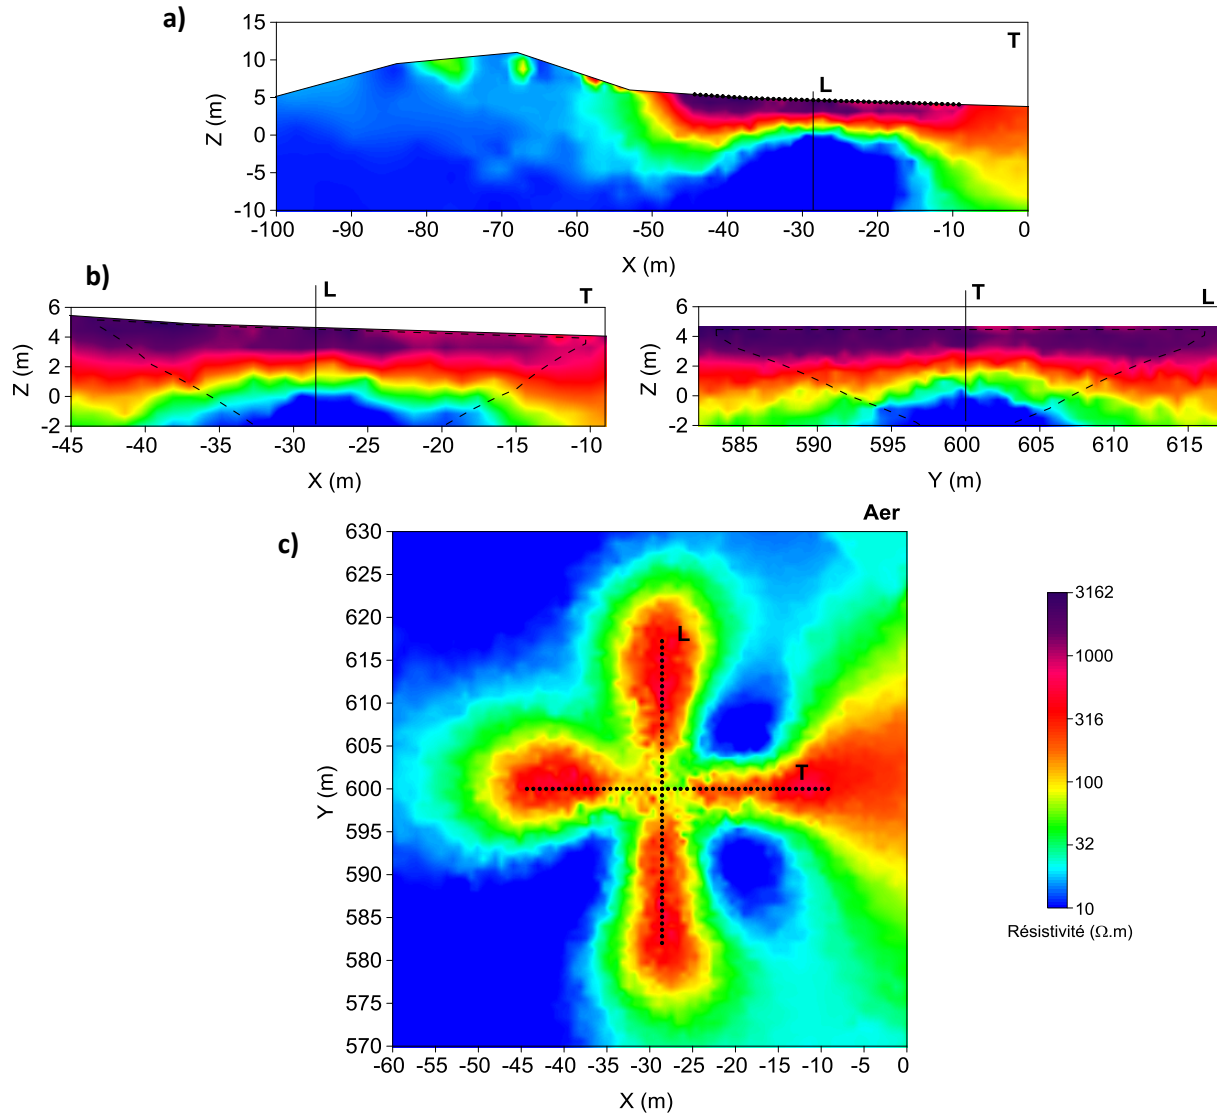 a)
15
10
5
0
-5
-10
Z (m)
T
L
-100 -90 -80 -70 -60 -50 -40 -30 -20 -10 0
X (m)
b)
6
4
2
0
-2
Z (m)
L
T
-45 -40 -35 -30 -25 -20 -15 -10
X (m)
6
4
2
0
-2
Z (m)
T
L
585 590 595 600 605 610 615
Y (m)
c)
Aer
630
625
620
615
610
605
600
595
590
585
580
575
570
Y (m)
L
T
-60 -55 -50 -45 -40 -35 -30 -25 -20 -15 -10 -5 0
X (m)
3162
1000
316
100
32
10
Résistivité (Ω.m)